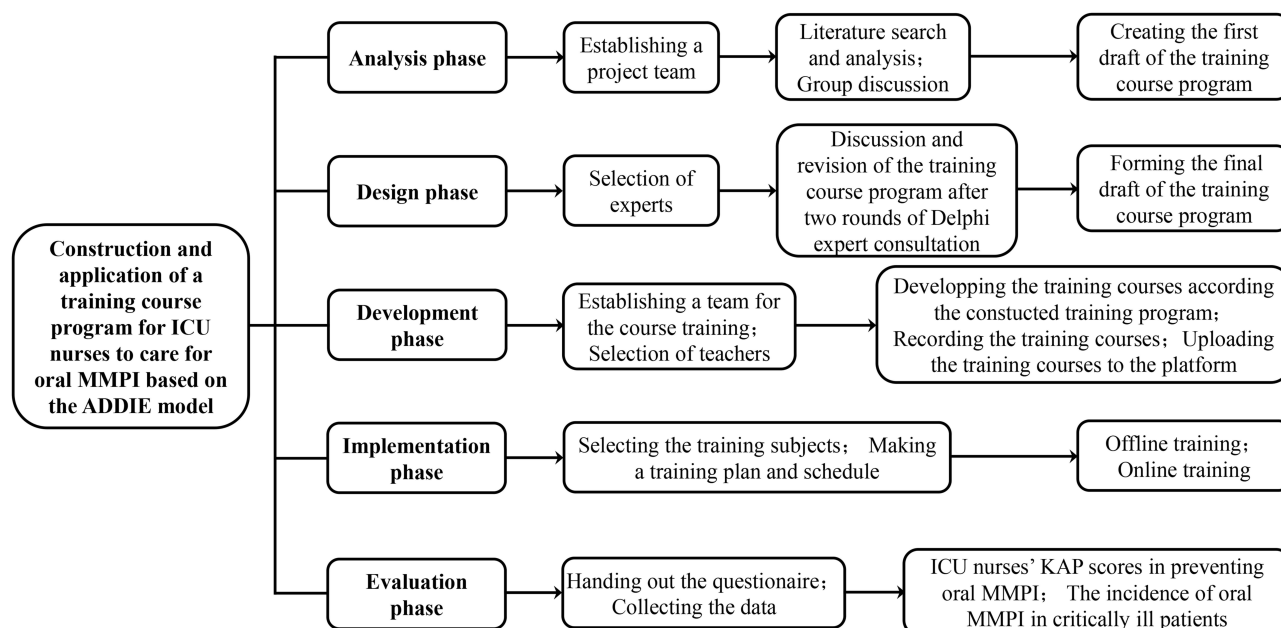 Construction and
application of a
training course
program for ICU
nurses to care for
oral MMPI based on
the ADDIE model
Analysis phase
Establishing a
project team
Literature search
and analysis；
Group discussion
Creating the first
draft of the training
course program
Design phase
Selection of
experts
Discussion and
revision of the training
course program after
two rounds of Delphi
expert consultation
Forming the final
draft of the training
course program
Development
phase
Establishing a team for
the course training；
Selection of teachers
Developping the training courses according
the constucted training program；
Recording the training courses； Uploading
the training courses to the platform
Implementation
phase
Selecting the training subjects； Making
a training plan and schedule
Offline training；
Online training
Evaluation
phase
Handing out the questionaire；
Collecting the data
ICU nurses’ KAP scores in preventing
oral MMPI； The incidence of oral
MMPI in critically ill patients